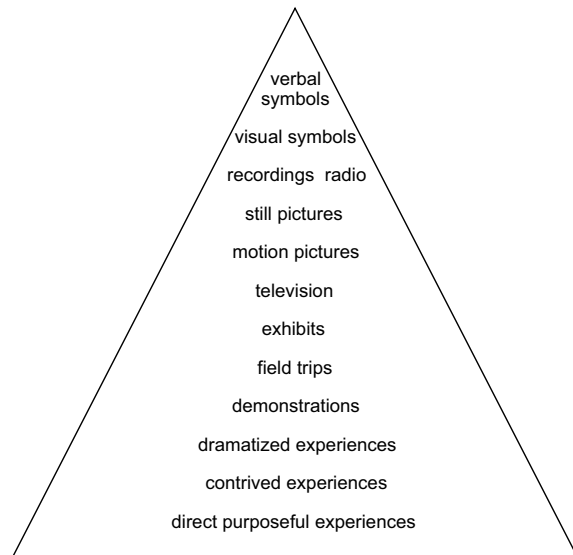 verbal
symbols
visual symbols
recordings radio
still pictures
motion pictures
television
exhibits
field trips
demonstrations
dramatized experiences
contrived experiences
direct purposeful experiences